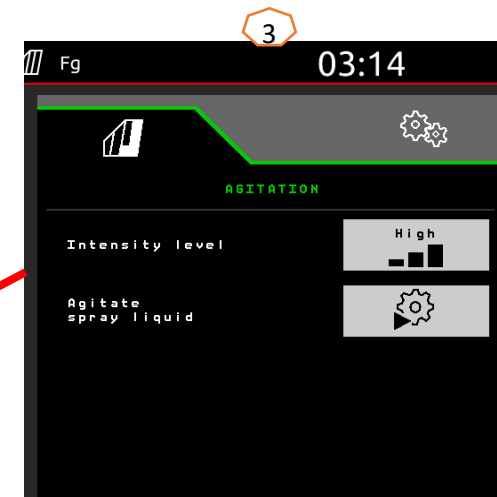 3
Fg
03:14
AGITATION
Intensity level
High
Agitate
spray liquid